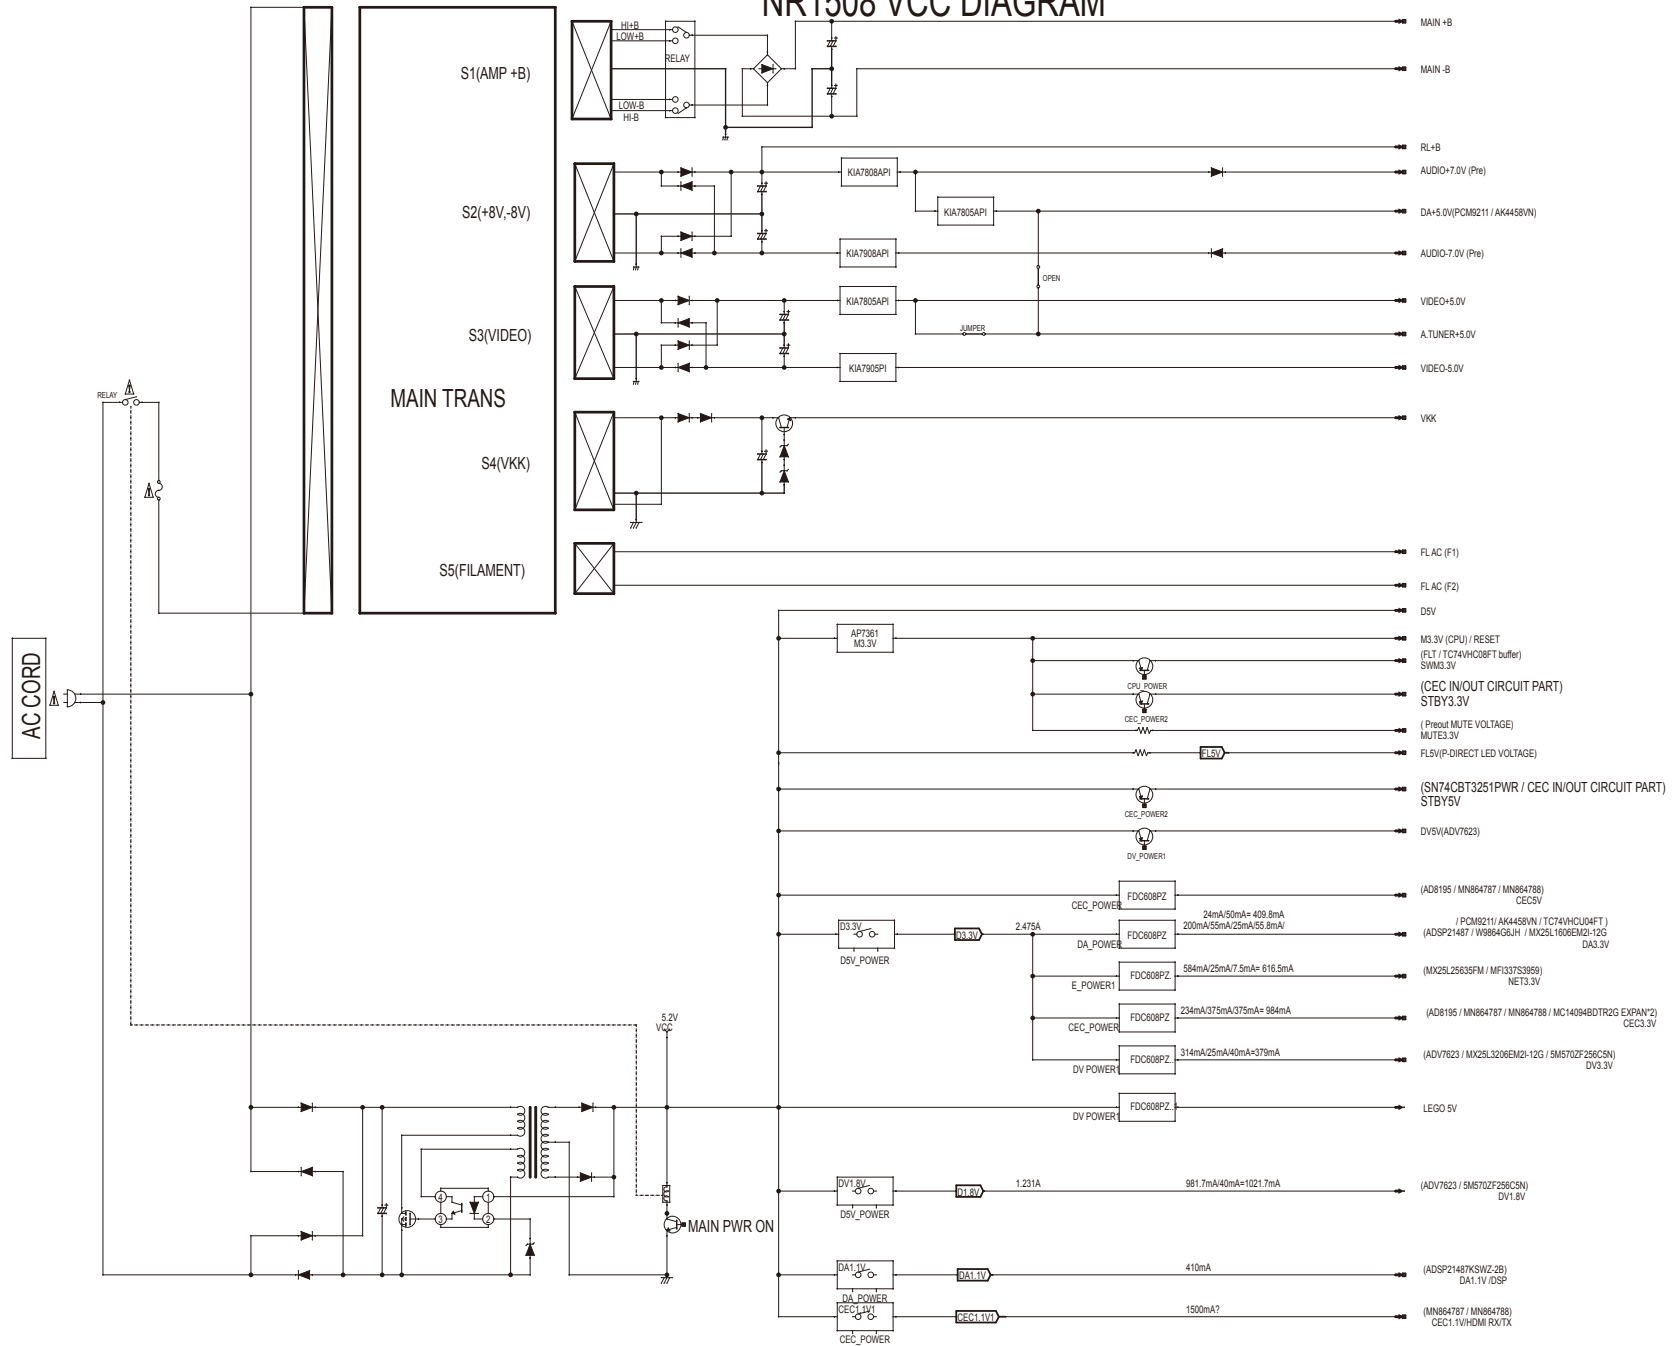 NR1508 VCC DIAGRAM
HI+B
LOW+B
RELAY
LOW-B
HI-B
S1(AMP +B)
MAIN +B
MAIN -B
RL+B
S2(+8V,-8V)
KIA7808API
AUDIO+7.0V (Pre)
KIA7805API
DA+5.0V(PCM9211 / AK4458VN)
KIA7908API
AUDIO-7.0V (Pre)
OPEN
S3(VIDEO)
KIA7805API
VIDEO+5.0V
JUMPER
A.TUNER+5.0V
KIA7905PI
VIDEO-5.0V
MAIN TRANS
RELAY
S4(VKK)
VKK
S5(FILAMENT)
FL AC (F1)
FL AC (F2)
D5V
AC CORD
AP7361
M3.3V
M3.3V (CPU) / RESET
(FLT / TC74VHC08FT buffer)
SWM3.3V
CPU_POWER
(CEC IN/OUT CIRCUIT PART)
STBY3.3V
CEC_POWER2
( Preout MUTE VOLTAGE)
MUTE3.3V
FL5V
FL5V(P-DIRECT LED VOLTAGE)
(SN74CBT3251PWR / CEC IN/OUT CIRCUIT PART)
STBY5V
CEC_POWER2
DV5V(ADV7623)
DV_POWER1
FDC608PZ
CEC_POWER
(AD8195 / MN864787 / MN864788)
CEC5V
D3.3V
D5V_POWER
D3.3V
2.475A
FDC608PZ
DA_POWER
24mA/50mA= 409.8mA
200mA/55mA/25mA/55.8mA/
/ PCM9211/ AK4458VN / TC74VHCU04FT )
(ADSP21487 / W9864G6JH / MX25L1606EM2I-12G
DA3.3V
FDC608PZ.
E_POWER1
584mA/25mA/7.5mA= 616.5mA
(MX25L25635FM / MFI337S3959)
NET3.3V
FDC608PZ
CEC_POWER
234mA/375mA/375mA= 984mA
(AD8195 / MN864787 / MN864788 / MC14094BDTR2G EXPAN*2)
CEC3.3V
FDC608PZ..
DV POWER1
314mA/25mA/40mA=379mA
(ADV7623 / MX25L3206EM2I-12G / 5M570ZF256C5N)
DV3.3V
5.2V
VCC
FDC608PZ..
DV POWER1
LEGO 5V
4
1
3
2
MAIN PWR ON
DV1.8V
D5V_POWER
D1.8V
1.231A
981.7mA/40mA=1021.7mA
(ADV7623 / 5M570ZF256C5N)
DV1.8V
DA1.1V
DA_POWER
DA1.1V
410mA
(ADSP21487KSWZ-2B)
DA1.1V /DSP
CEC1.1V1
CEC_POWER
CEC1.1V1
1500mA?
(MN864787 / MN864788)
CEC1.1V/HDMI RX/TX